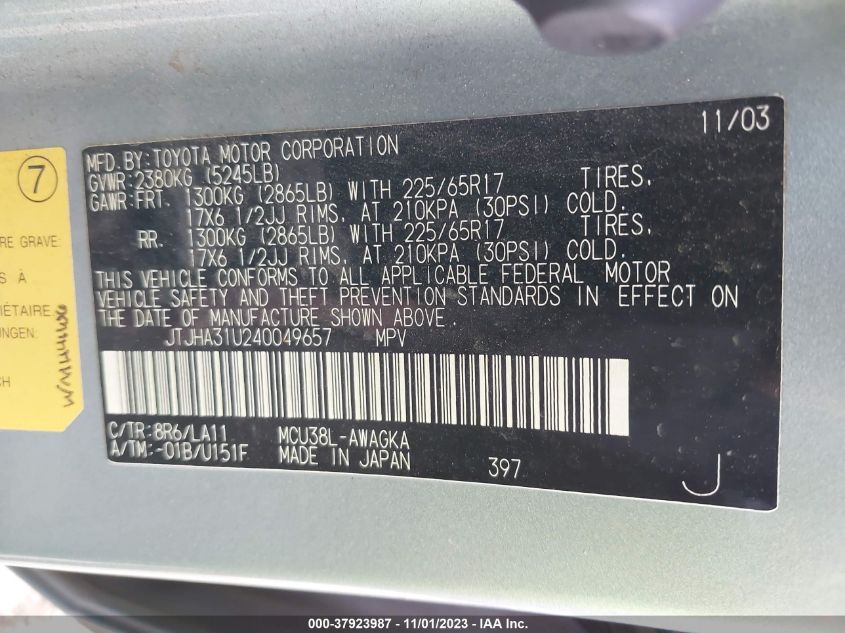 11/03
MFD. BY: TOYOTA MOTOR CORPORATION
GVWR: 2380KG (5245LB)
GAWR: FRT. 1300KG (2865LB) WITH 225/65R17 TIRES,
17X6 1/2JJ RIMS, AT 210KPA (30PSI) COLD.
RR. 1300KG (2865LB) WITH 225/65R17 TIRES,
17X6 1/2JJ RIMS, AT 210KPA (30PSI) COLD.
THIS VEHICLE CONFORMS TO ALL APPLICABLE FEDERAL MOTOR
VEHICLE SAFETY AND THEFT PREVENTION STANDARDS IN EFFECT ON
THE DATE OF MANUFACTURE SHOWN ABOVE.
JTJHA31U240049657 MPV
C/TR: 8R6/LA11 MCU38L-AWAGKA
A/TM: -01B/U151F MADE IN JAPAN 397 J
7
RE GRAVE:
S À
IÉTAIRE.
UNGEN:
CH
000-37923987 - 11/01/2023 - IAA Inc.